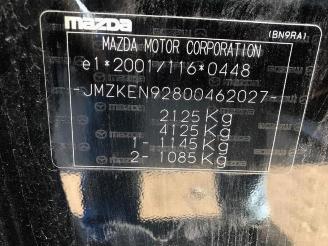 mazda
(BN9RA)
MAZDA MOTOR CORPORATION
e1*2001/116*0448
-JMZKEN92800462027-
2125 Kg
4125 Kg
1- 1145 Kg
2- 1085 Kg